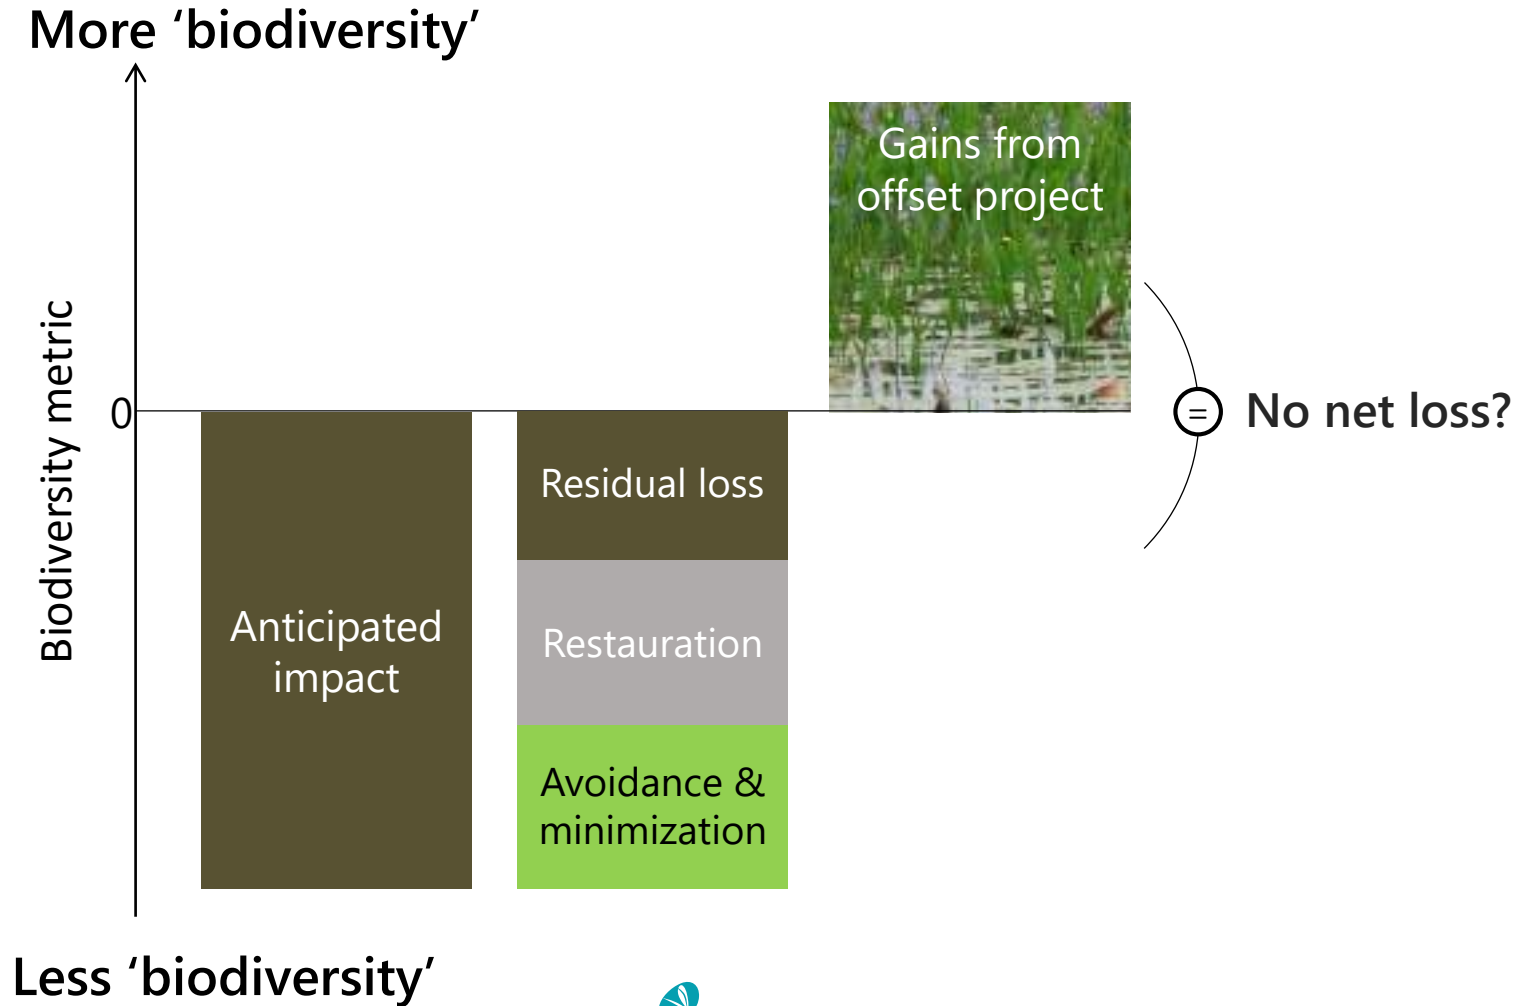 More ‘biodiversity’
Gains from
offset project
Biodiversity metric
0
=
No net loss?
Residual loss
Anticipated
impact
Restauration
Avoidance &
minimization
Less ‘biodiversity’